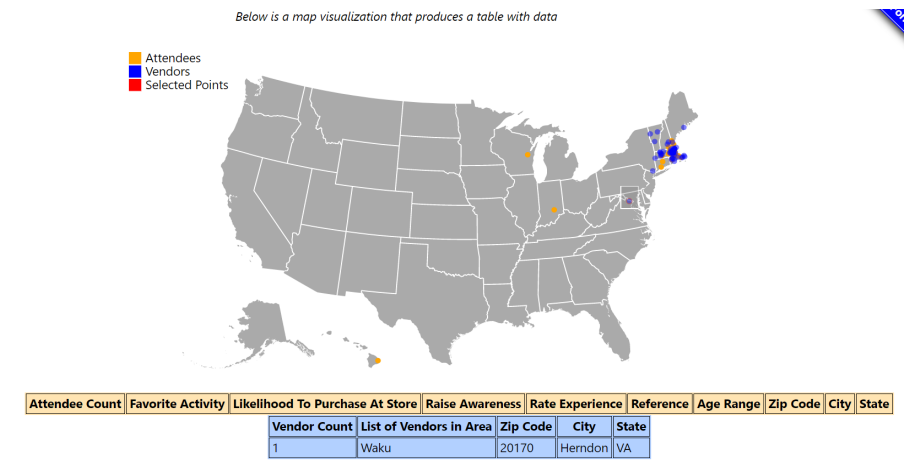 Below is a map visualization that produces a table with data
Attendees
Vendors
Selected Points
Attendee Count Favorite Activity Likelihood To Purchase At Store Raise Awareness Rate Experience Reference Age Range Zip Code City State
Vendor Count List of Vendors in Area Zip Code City State
1 Waku 20170 Herndon VA